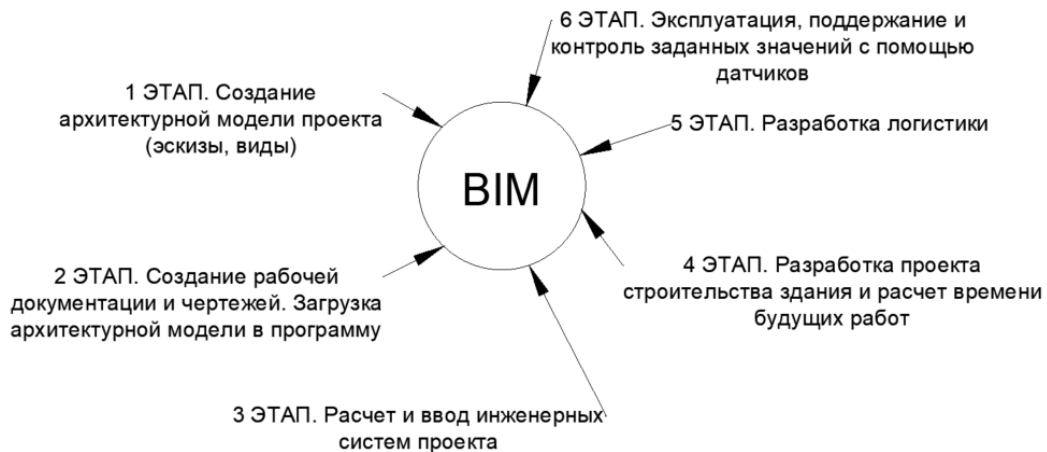 1 ЭТАП. Создание
архитектурной модели проекта
(эскизы, виды)
2 ЭТАП. Создание рабочей
документации и чертежей. Загрузка
архитектурной модели в программу
3 ЭТАП. Расчет и ввод инженерных
систем проекта
4 ЭТАП. Разработка проекта
строительства здания и расчет времени
будущих работ
5 ЭТАП. Разработка логистики
6 ЭТАП. Эксплуатация, поддержание и
контроль заданных значений с помощью
датчиков
BIM